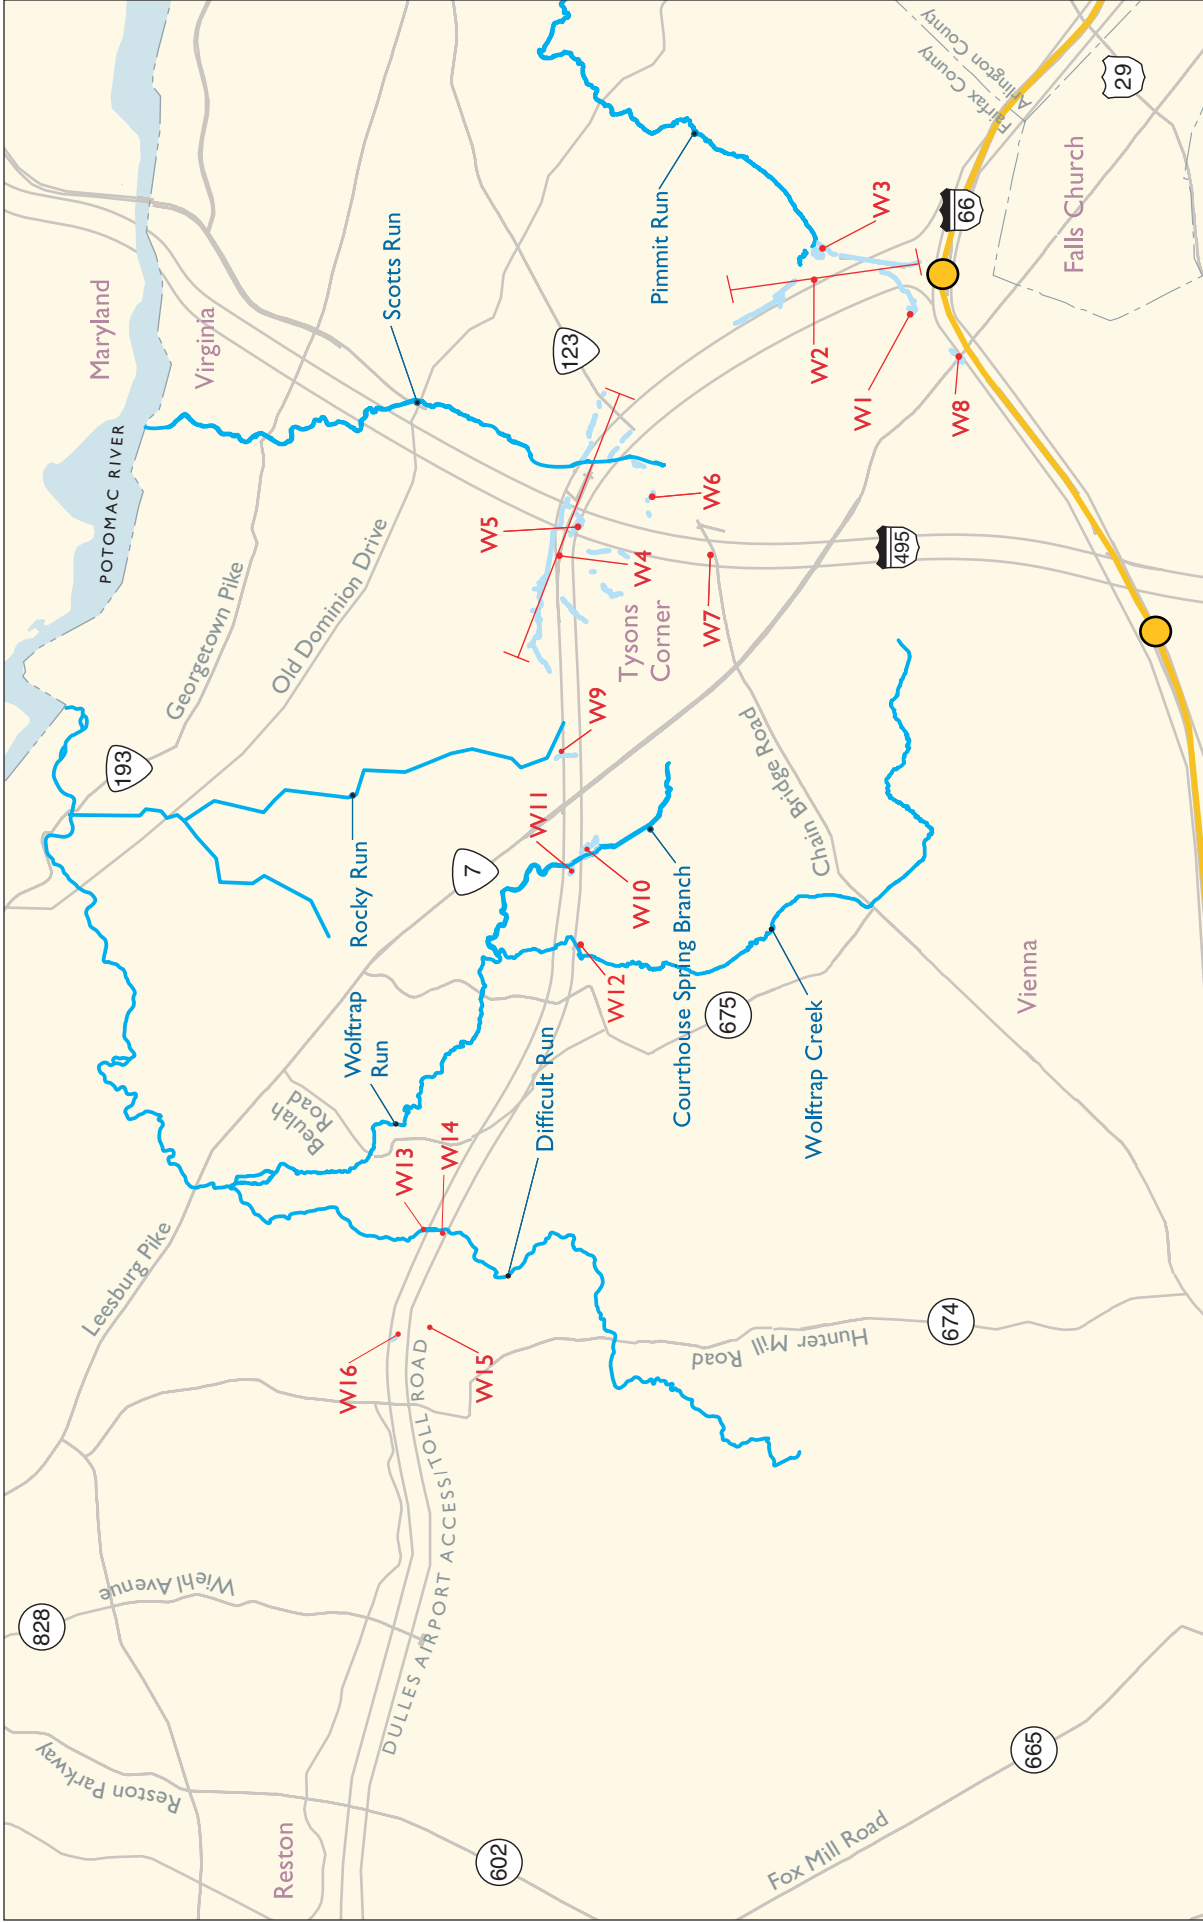 Maryland
Virginia
POTOMAC RIVER
Georgetown Pike
Old Dominion Drive
Scotts Run
Pimmit Run
Fairfax County
Arlington County
29
66
Falls Church
123
W3
W2
W1
W8
W5
W4
W6
W7
495
Tysons
Corner
193
W9
Rocky Run
7
W11
W10
W12
Chain Bridge Road
Courthouse Spring Branch
Wolftrap Creek
Vienna
675
Wolftrap
Run
Difficult Run
Beulah
Road
W13
W14
Leesburg Pike
W16
W15
Hunter Mill
Road
674
DULLES AIRPORT ACCESS/TOLL ROAD
Wiehl Avenue
828
Reston Parkway
Reston
602
Fox Mill Road
665